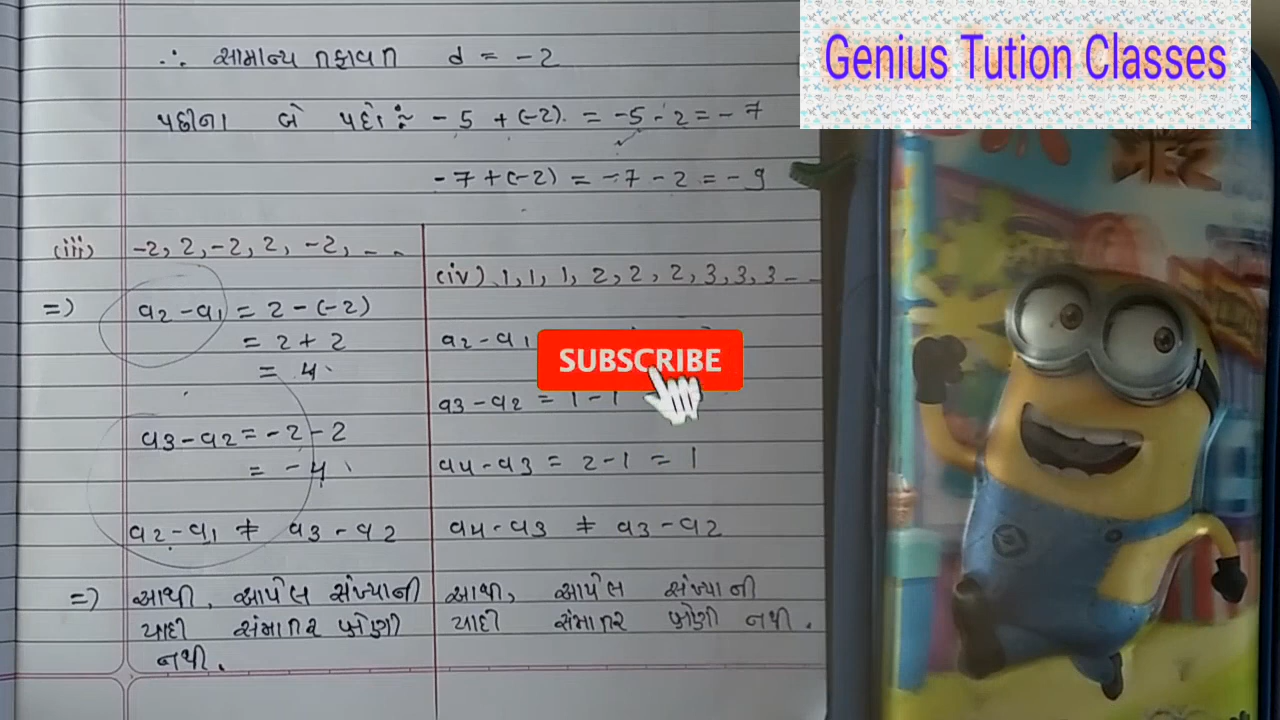 Genius Tution Classes
∴ સામાન્ય તફાવત d = -2
પછીના બે પદો :- -5 + (-2) = -5 - 2 = -7
-7 + (-2) = -7 - 2 = -9
(iii) -2, 2, -2, 2, -2, - - .
=) a2 - a1 = 2 - (-2)
= 2 + 2
= 4
a3 - a2 = -2 - 2
= -4
a2 - a1 ≠ a3 - a2
=) આથી, આપેલ સંખ્યાની
યાદી સમાંતર શ્રેણી
નથી.
(iv) 1, 1, 1, 2, 2, 2, 3, 3, 3 - -
a2 - a1
SUBSCRIBE
a3 - a2 = 1 - 1
a4 - a3 = 2 - 1 = 1
a4 - a3 ≠ a3 - a2
આથી, આપેલ સંખ્યાની
યાદી સમાંતર શ્રેણી નથી.